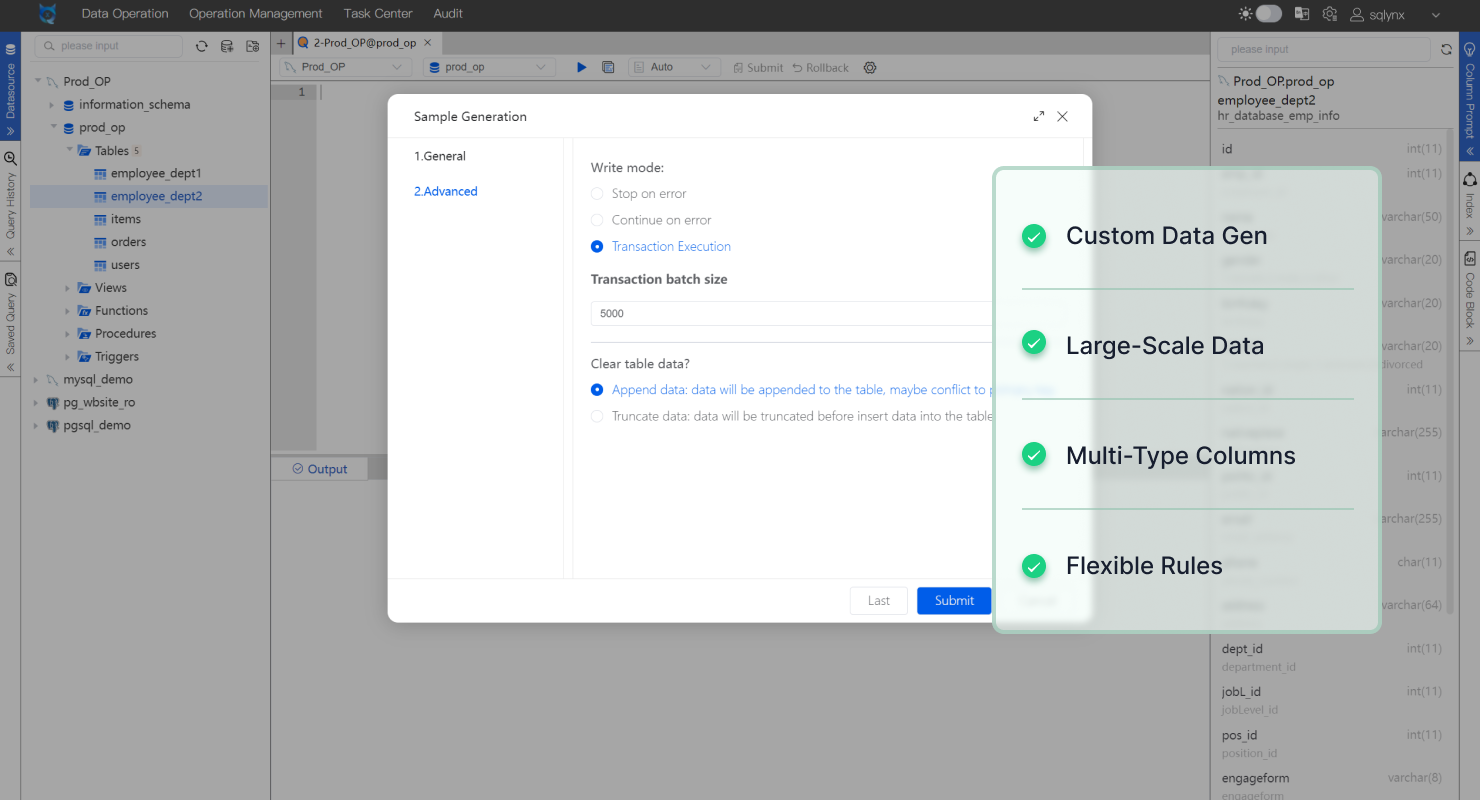 Data Operation
Operation Management
Task Center
Audit
sqlynx
Datasource
Query History
Saved Query
please input
Prod_OP
information_schema
prod_op
Tables 5
employee_dept1
employee_dept2
items
orders
users
Views
Functions
Procedures
Triggers
mysql_demo
pg_wbsite_ro
pgsql_demo
2-Prod_OP@prod_op
Prod_OP
prod_op
Auto
Submit
Rollback
1
Output
Sample Generation
1.General
2.Advanced
Write mode:
Stop on error
Continue on error
Transaction Execution
Transaction batch size
5000
Clear table data?
Append data: data will be appended to the table, maybe conflict to
Truncate data: data will be truncated before insert data into the table
Last
Submit
Custom Data Gen
Large-Scale Data
Multi-Type Columns
Flexible Rules
please input
Prod_OP.prod_op
employee_dept2
hr_database_emp_info
id int(11)
int(11)
varchar(50)
varchar(20)
varchar(20)
varchar(20)
divorced
int(11)
varchar(255)
int(11)
varchar(255)
char(11)
varchar(64)
dept_id int(11)
department_id
jobL_id int(11)
jobLevel_id
pos_id int(11)
position_id
engageform varchar(8)
engageform
Column Prompt
Index
Code Block